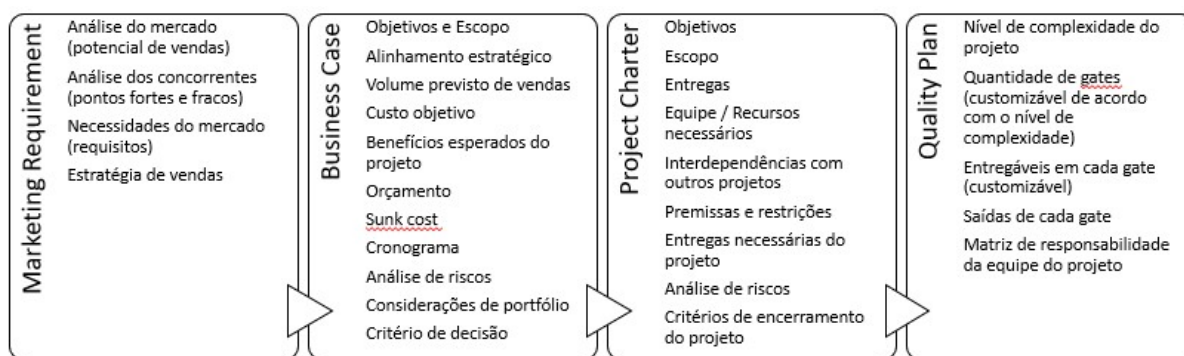 Marketing Requirement
Análise do mercado
(potencial de vendas)
Análise dos concorrentes
(pontos fortes e fracos)
Necessidades do mercado
(requisitos)
Estratégia de vendas
Business Case
Objetivos e Escopo
Alinhamento estratégico
Volume previsto de vendas
Custo objetivo
Benefícios esperados do
projeto
Orçamento
Sunk cost
Cronograma
Análise de riscos
Considerações de portfólio
Critério de decisão
Project Charter
Objetivos
Escopo
Entregas
Equipe / Recursos
necessários
Interdependências com
outros projetos
Premissas e restrições
Entregas necessárias do
projeto
Análise de riscos
Critérios de encerramento
do projeto
Quality Plan
Nível de complexidade do
projeto
Quantidade de gates
(customizável de acordo
com o nível de
complexidade)
Entregáveis em cada gate
(customizável)
Saídas de cada gate
Matriz de responsabilidade
da equipe do projeto